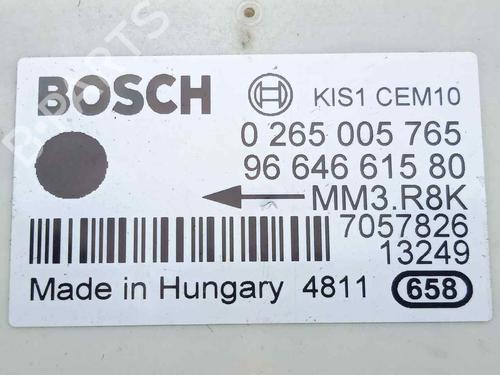 BOSCH KIS1 CEM10
0 265 005 765
96 646 615 80
MM3.R8K
7057826
13249
Made in Hungary 4811 658
B-PARTS